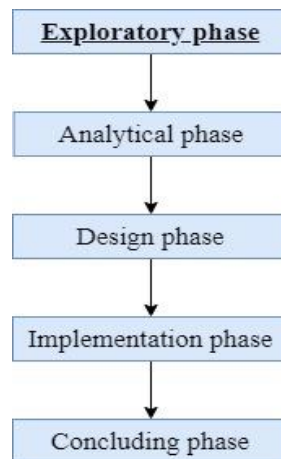 Exploratory phase
Analytical phase
Design phase
Implementation phase
Concluding phase